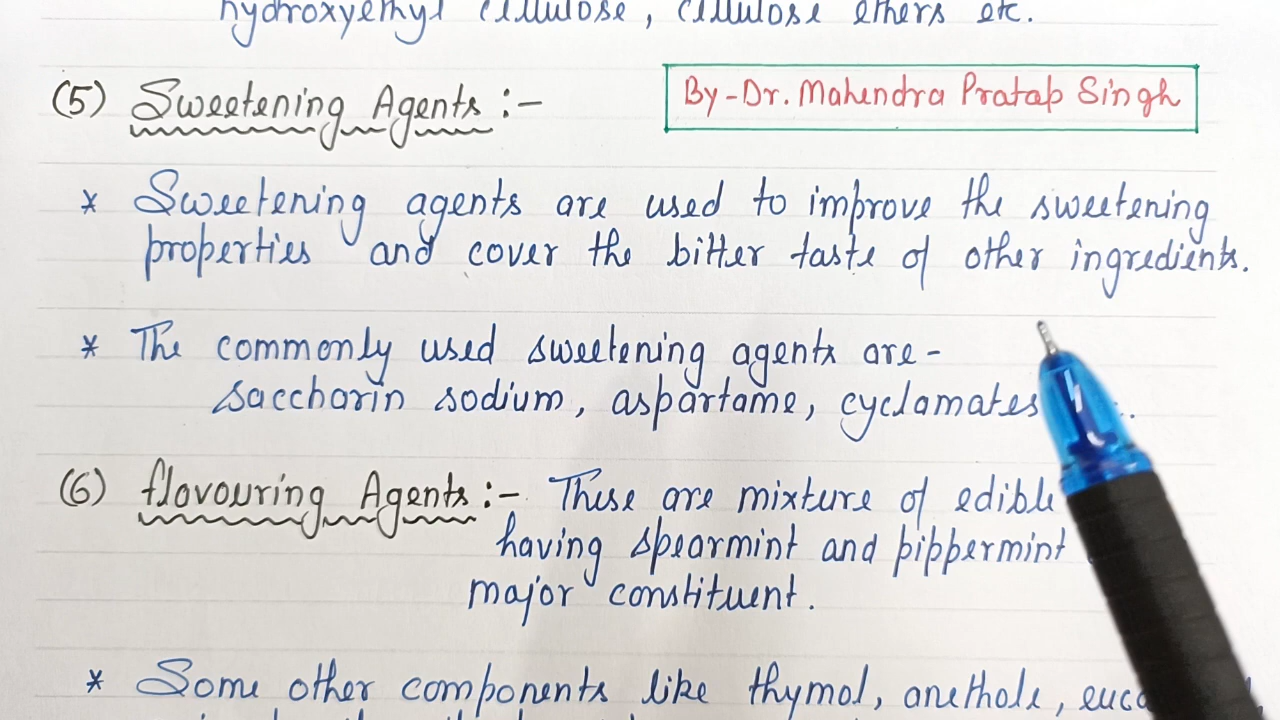 hydroxyethyl cellulose, cellulose ethers etc.
(5) Sweetening Agents :-
By-Dr. Mahendra Pratap Singh
* Sweetening agents are used to improve the sweetening
properties and cover the bitter taste of other ingredients.
* The commonly used sweetening agents are-
saccharin sodium, aspartame, cyclamates
(6) flavouring Agents :- These are mixture of edible
having spearmint and pippermint
major constituent.
* Some other components like thymol, anethole,